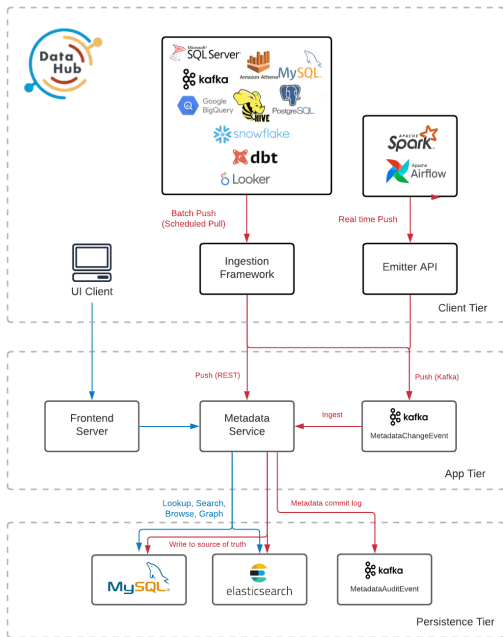 Data
Hub
Microsoft
SQL Server
Amazon Athena
MySQL
kafka
Google
BigQuery
HIVE
PostgreSQL
snowflake
dbt
Looker
APACHE
Spark
Apache
Airflow
Batch Push
(Scheduled Pull)
Real time Push
Ingestion
Framework
Emitter API
UI Client
Client Tier
Push (REST)
Push (Kafka)
Frontend
Server
Metadata
Service
Ingest
kafka
MetadataChangeEvent
App Tier
Lookup, Search,
Browse, Graph
Metadata commit log
Write to source of truth
MySQL
elasticsearch
kafka
MetadataAuditEvent
Persistence Tier